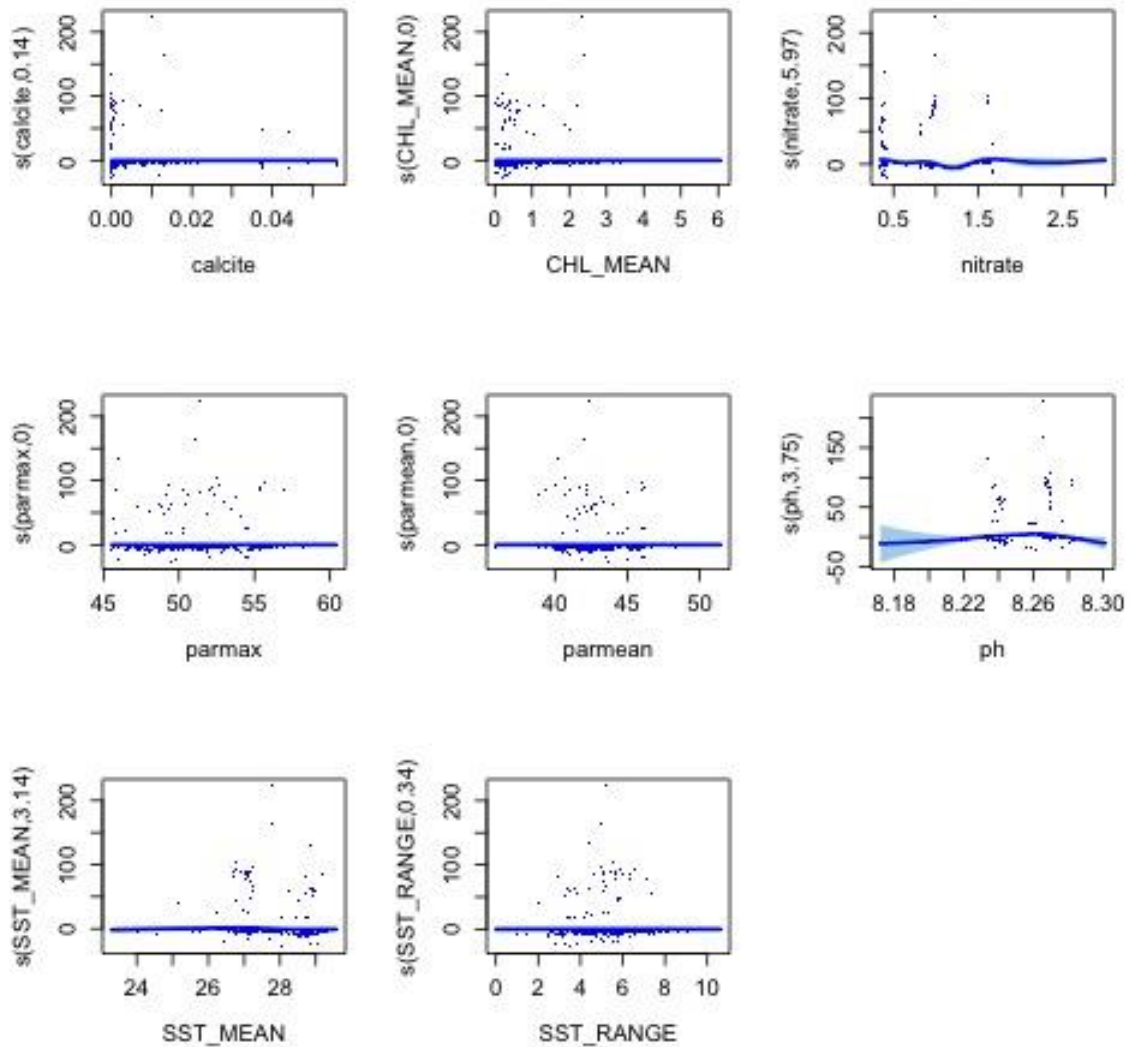 s(calcite,0.14)
0 100 200
0.00 0.02 0.04
calcite
s(CHL_MEAN,0)
0 100 200
0 1 2 3 4 5 6
CHL_MEAN
s(nitrate,5.97)
0 100 200
0.5 1.5 2.5
nitrate
s(parmax,0)
0 100 200
45 50 55 60
parmax
s(parmean,0)
0 100 200
40 45 50
parmean
s(ph,3.75)
-50 50 150
8.18 8.22 8.26 8.30
ph
s(SST_MEAN,3.14)
0 100 200
24 26 28
SST_MEAN
s(SST_RANGE,0.34)
0 100 200
0 2 4 6 8 10
SST_RANGE